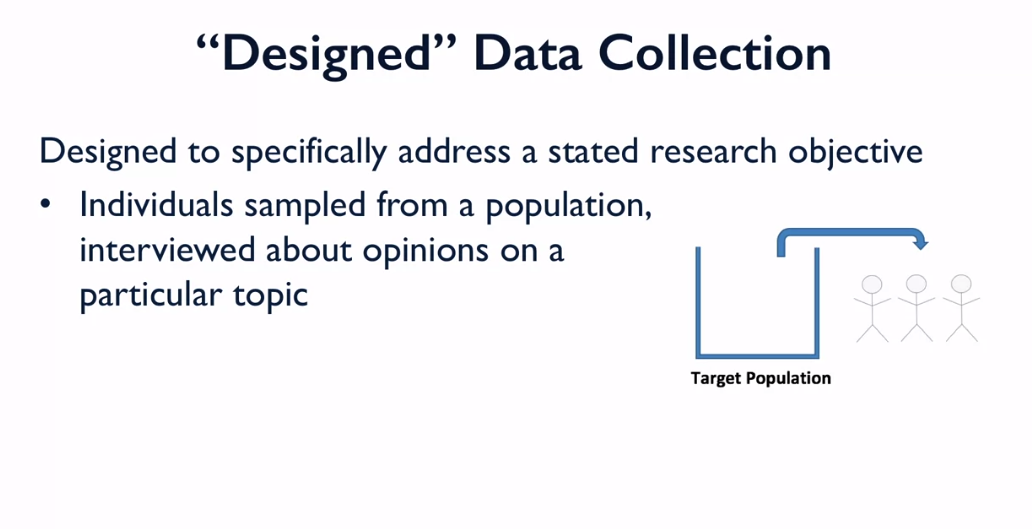 “Designed” Data Collection
Designed to specifically address a stated research objective
• Individuals sampled from a population,
interviewed about opinions on a
particular topic
Target Population